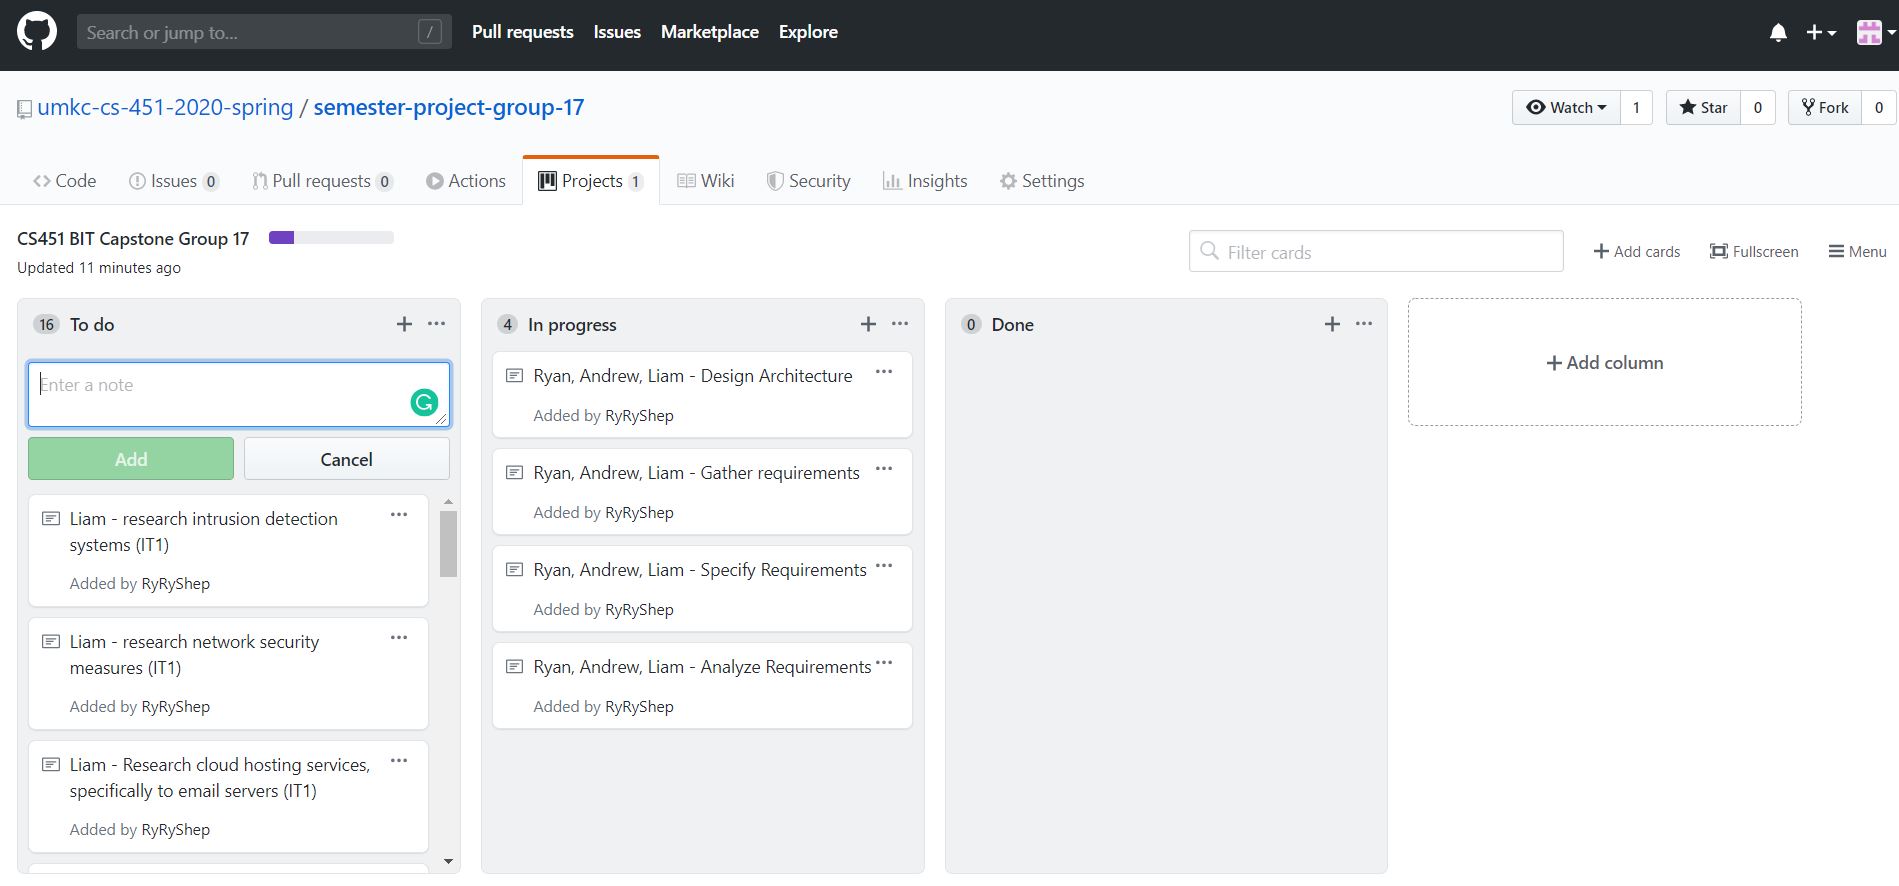 Search or jump to...
/
Pull requests
Issues
Marketplace
Explore
umkc-cs-451-2020-spring / semester-project-group-17
Watch 1
Star 0
Fork 0
Code
Issues 0
Pull requests 0
Actions
Projects 1
Wiki
Security
Insights
Settings
CS451 BIT Capstone Group 17
Updated 11 minutes ago
Filter cards
+ Add cards
Fullscreen
Menu
16 To do
Enter a note
Add
Cancel
Liam - research intrusion detection
systems (IT1)
Added by RyRyShep
Liam - research network security
measures (IT1)
Added by RyRyShep
Liam - Research cloud hosting services,
specifically to email servers (IT1)
Added by RyRyShep
4 In progress
Ryan, Andrew, Liam - Design Architecture
Added by RyRyShep
Ryan, Andrew, Liam - Gather requirements
Added by RyRyShep
Ryan, Andrew, Liam - Specify Requirements
Added by RyRyShep
Ryan, Andrew, Liam - Analyze Requirements
Added by RyRyShep
0 Done
+ Add column